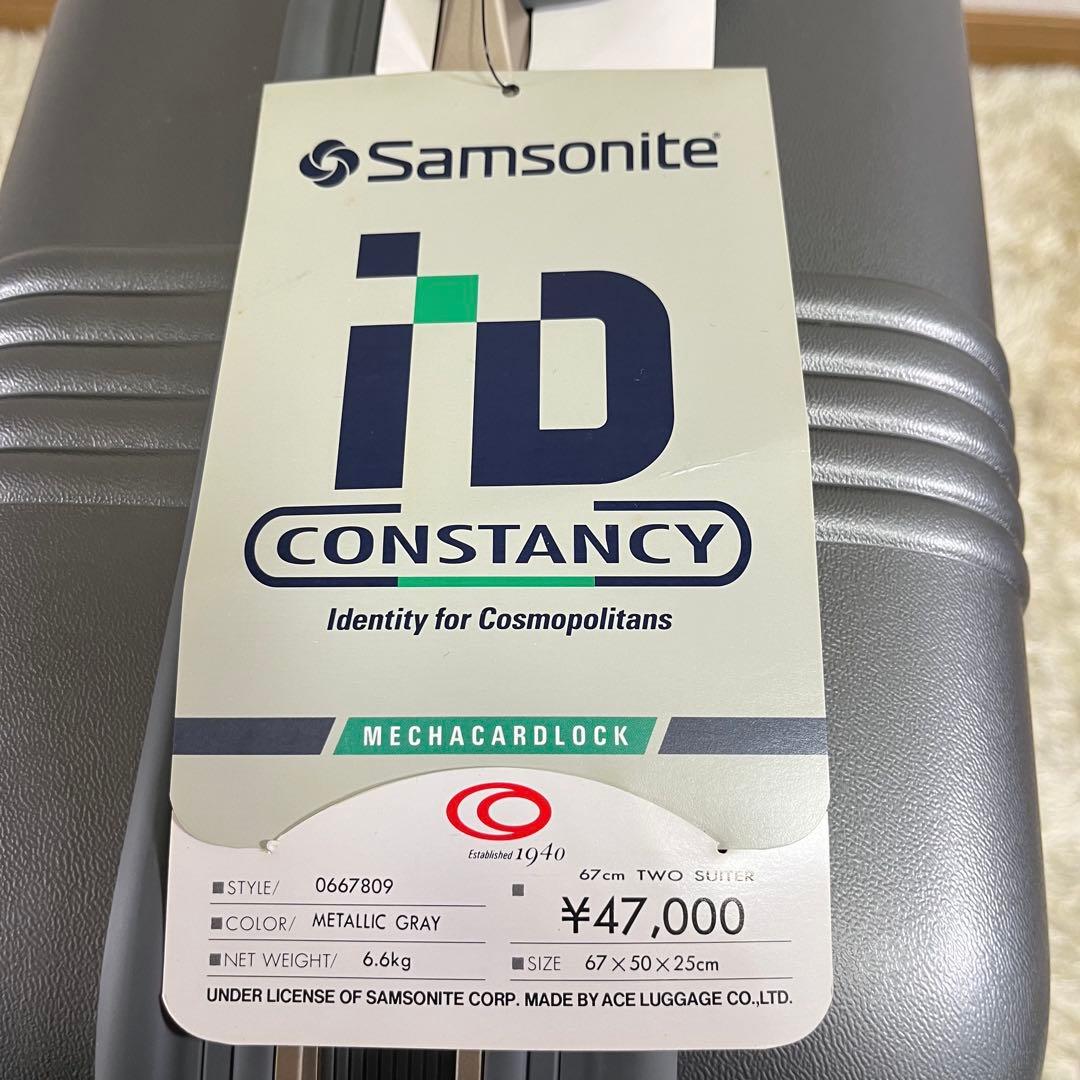 Samsonite®
iD
CONSTANCY
Identity for Cosmopolitans
MECHACARDLOCK
Established 1940
67cm TWO SUITER
■STYLE/ 0667809
■ ¥47,000
■COLOR/ METALLIC GRAY
■NET WEIGHT/ 6.6kg
■SIZE 67×50×25cm
UNDER LICENSE OF SAMSONITE CORP. MADE BY ACE LUGGAGE CO.,LTD.